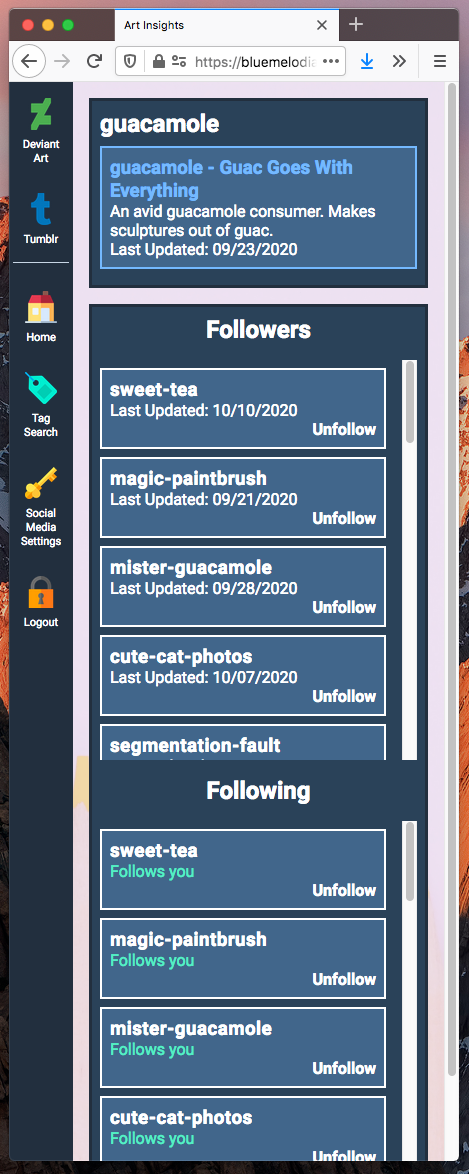 Art Insights
https://bluemelodia
Deviant
Art
Tumblr
Home
Tag
Search
Social
Media
Settings
Logout
guacamole
guacamole - Guac Goes With
Everything
An avid guacamole consumer. Makes
sculptures out of guac.
Last Updated: 09/23/2020
Followers
sweet-tea
Last Updated: 10/10/2020
Unfollow
magic-paintbrush
Last Updated: 09/21/2020
Unfollow
mister-guacamole
Last Updated: 09/28/2020
Unfollow
cute-cat-photos
Last Updated: 10/07/2020
Unfollow
segmentation-fault
Following
sweet-tea
Follows you
Unfollow
magic-paintbrush
Follows you
Unfollow
mister-guacamole
Follows you
Unfollow
cute-cat-photos
Follows you
Unfollow